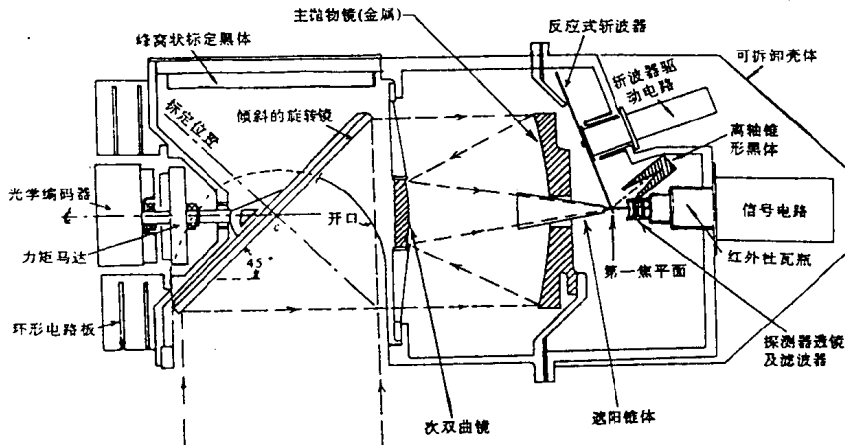 主抛物镜(金属)
反应式斩波器
蜂窝状标定黑体
可拆卸壳体
斩波器驱
动电路
标定位置
倾斜的旋转镜
离轴锥
形黑体
光学编码器
信号电路
开口
c
力矩马达
45°
第一焦平面
红外杜瓦瓶
环形电路板
探测器透镜
及滤波器
次双曲镜
遮阳锥体